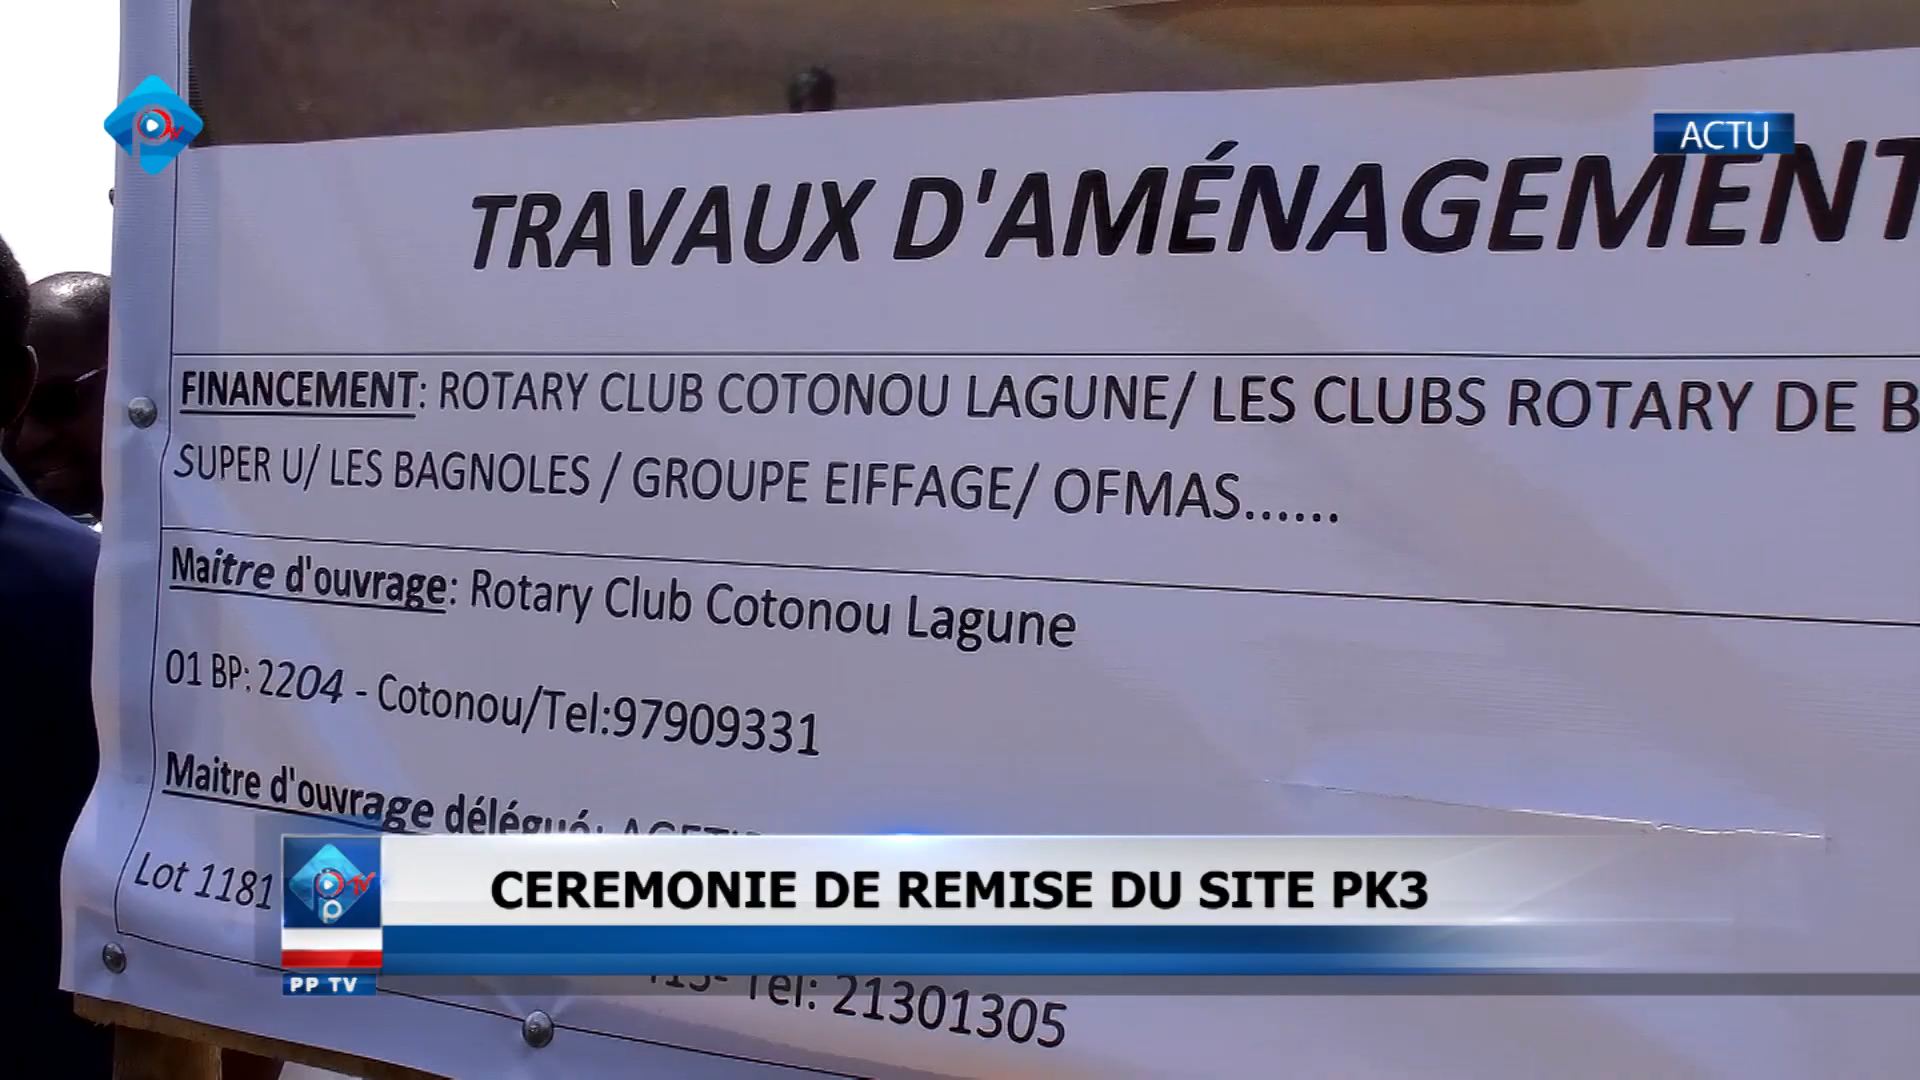 ACTU
TRAVAUX D'AMÉNAGEMENT
FINANCEMENT: ROTARY CLUB COTONOU LAGUNE/ LES CLUBS ROTARY DE B
SUPER U/ LES BAGNOLES / GROUPE EIFFAGE/ OFMAS......
Maitre d'ouvrage: Rotary Club Cotonou Lagune
01 BP: 2204 - Cotonou/Tel:97909331
Maitre d'ouvrage délégué:
Lot 1181
CEREMONIE DE REMISE DU SITE PK3
PP TV
Tel: 21301305